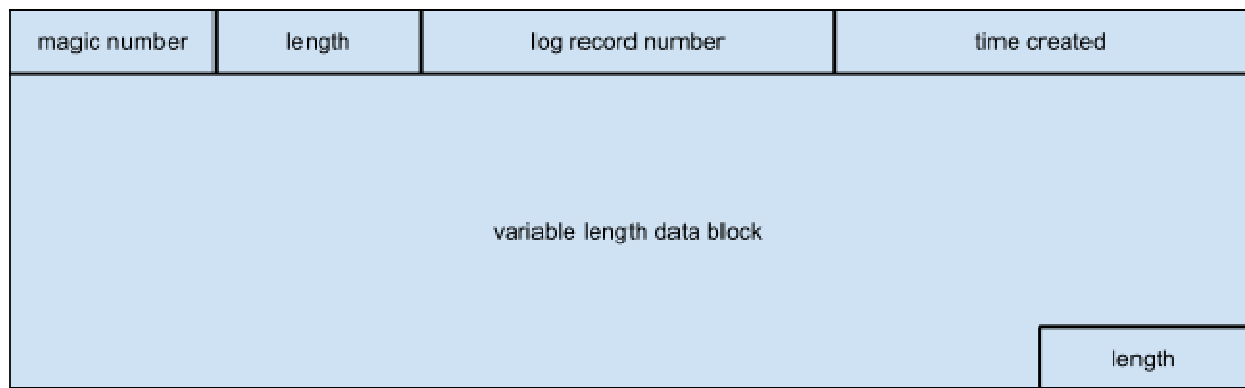 magic number
length
log record number
time created
variable length data block
length